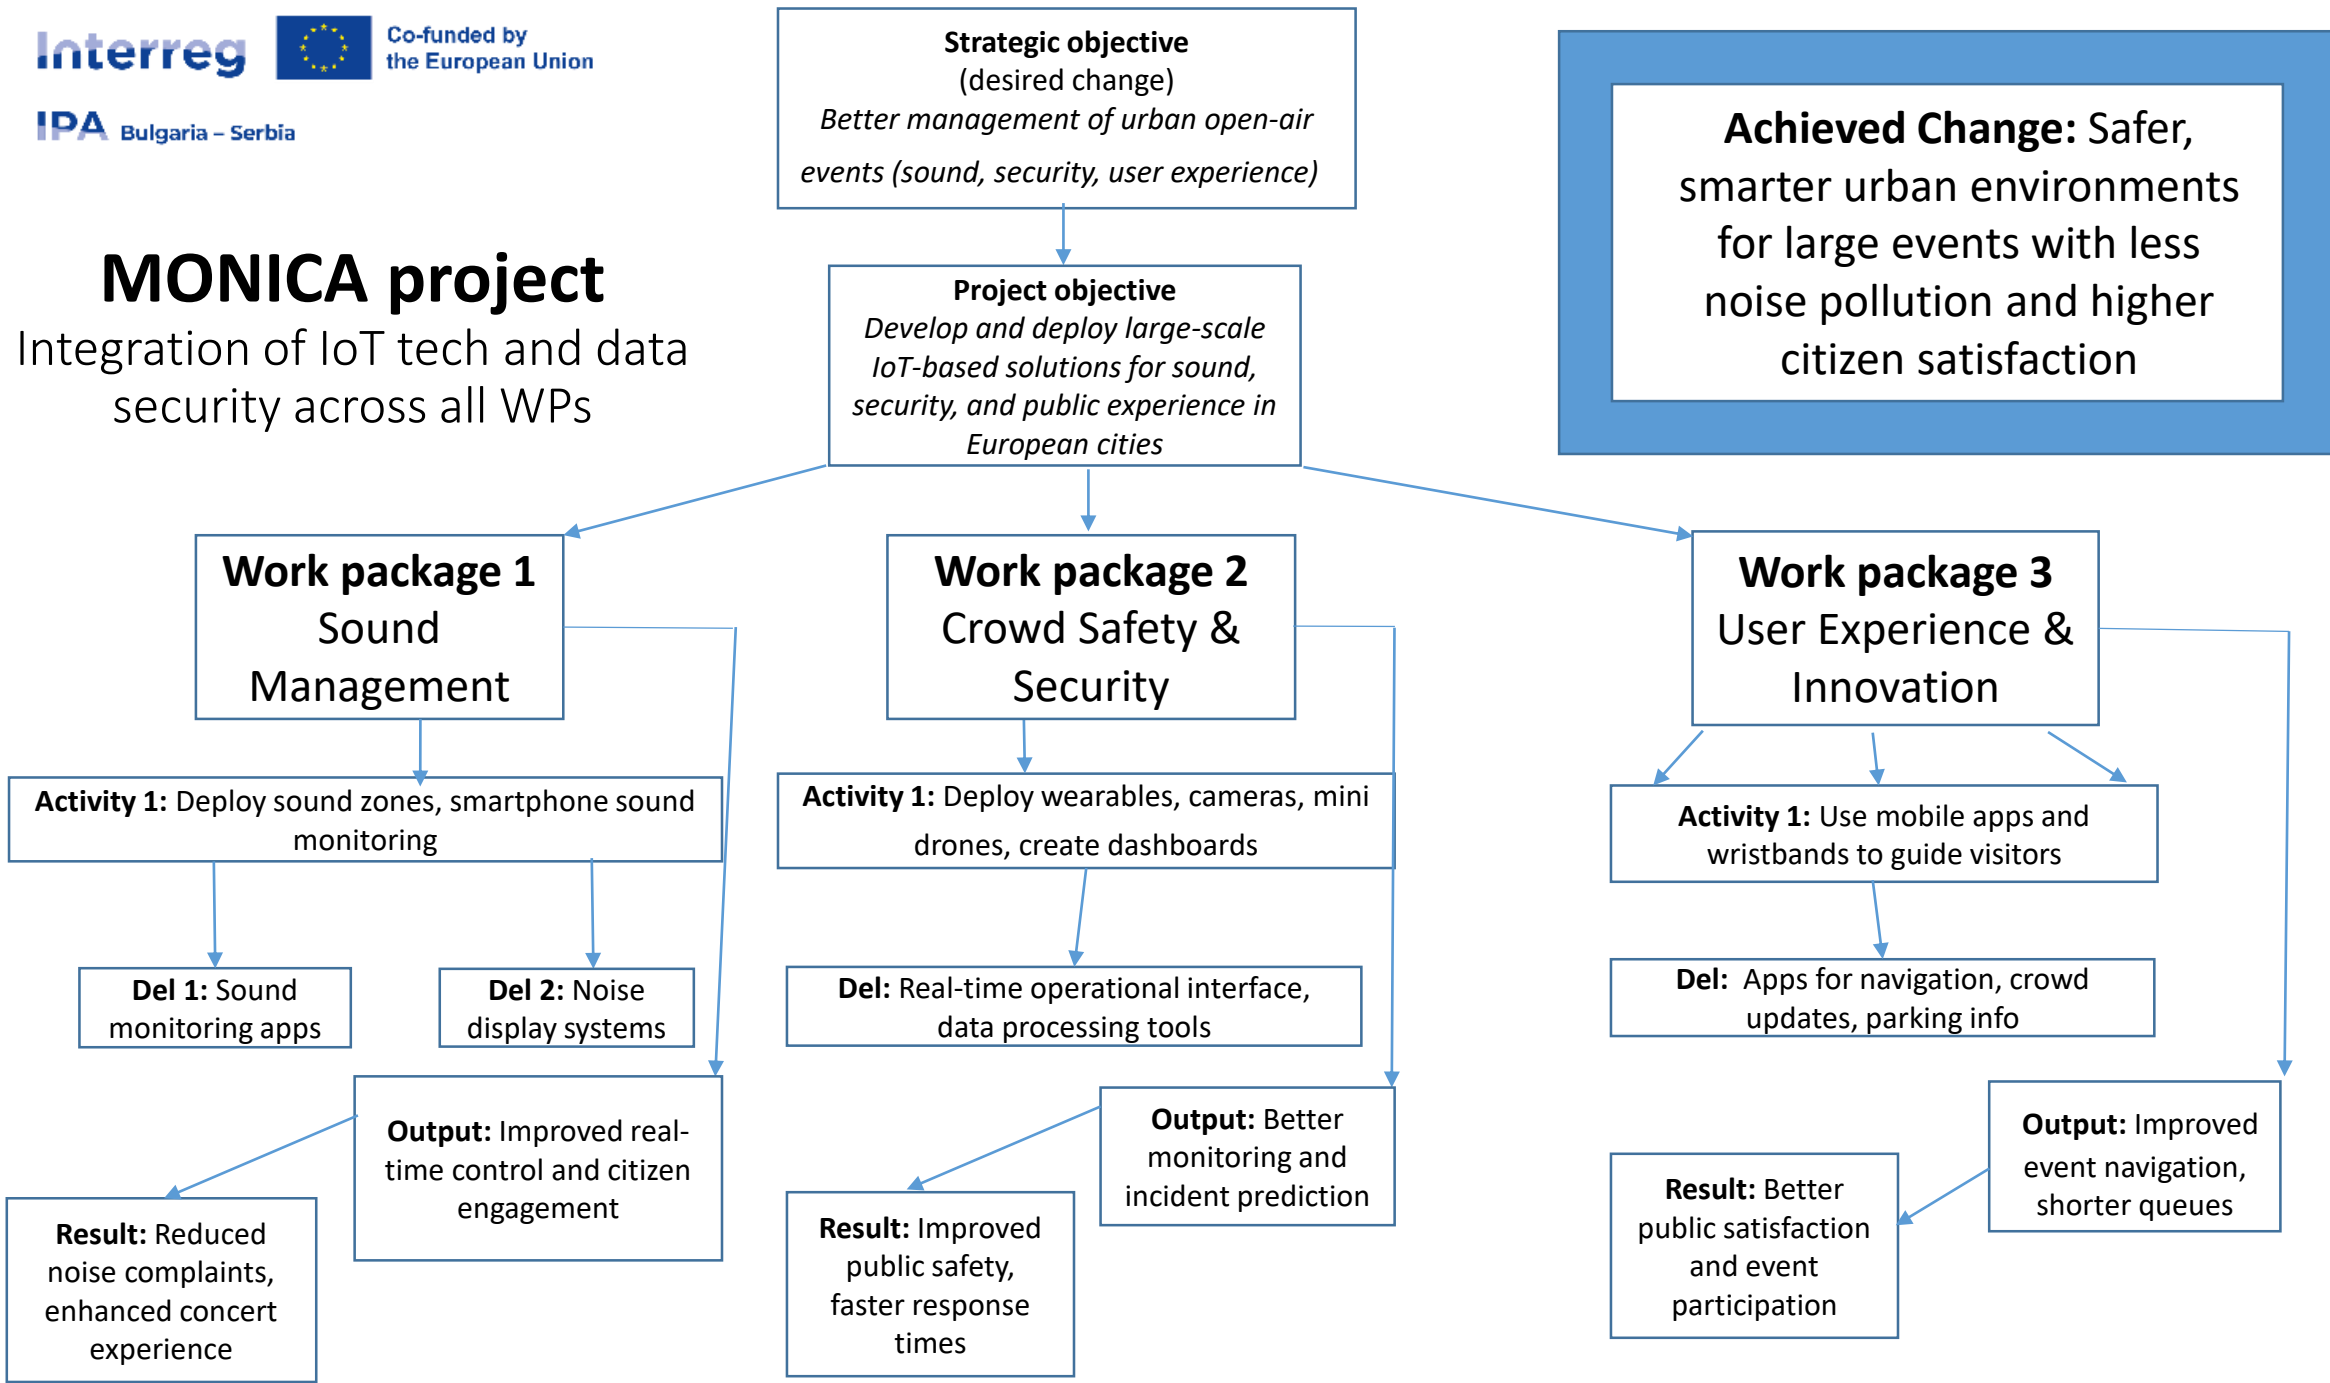 Interreg
Co-funded by
the European Union
IPA Bulgaria – Serbia
MONICA project
Integration of IoT tech and data
security across all WPs
Strategic objective
(desired change)
Better management of urban open-air
events (sound, security, user experience)
Achieved Change: Safer,
smarter urban environments
for large events with less
noise pollution and higher
citizen satisfaction
Project objective
Develop and deploy large-scale
IoT-based solutions for sound,
security, and public experience in
European cities
Work package 1
Sound
Management
Work package 2
Crowd Safety &
Security
Work package 3
User Experience &
Innovation
Activity 1: Deploy sound zones, smartphone sound
monitoring
Activity 1: Deploy wearables, cameras, mini
drones, create dashboards
Activity 1: Use mobile apps and
wristbands to guide visitors
Del 1: Sound
monitoring apps
Del 2: Noise
display systems
Del: Real-time operational interface,
data processing tools
Del:  Apps for navigation, crowd
updates, parking info
Output: Improved real-
time control and citizen
engagement
Result: Reduced
noise complaints,
enhanced concert
experience
Output: Better
monitoring and
incident prediction
Result: Improved
public safety,
faster response
times
Output: Improved
event navigation,
shorter queues
Result: Better
public satisfaction
and event
participation